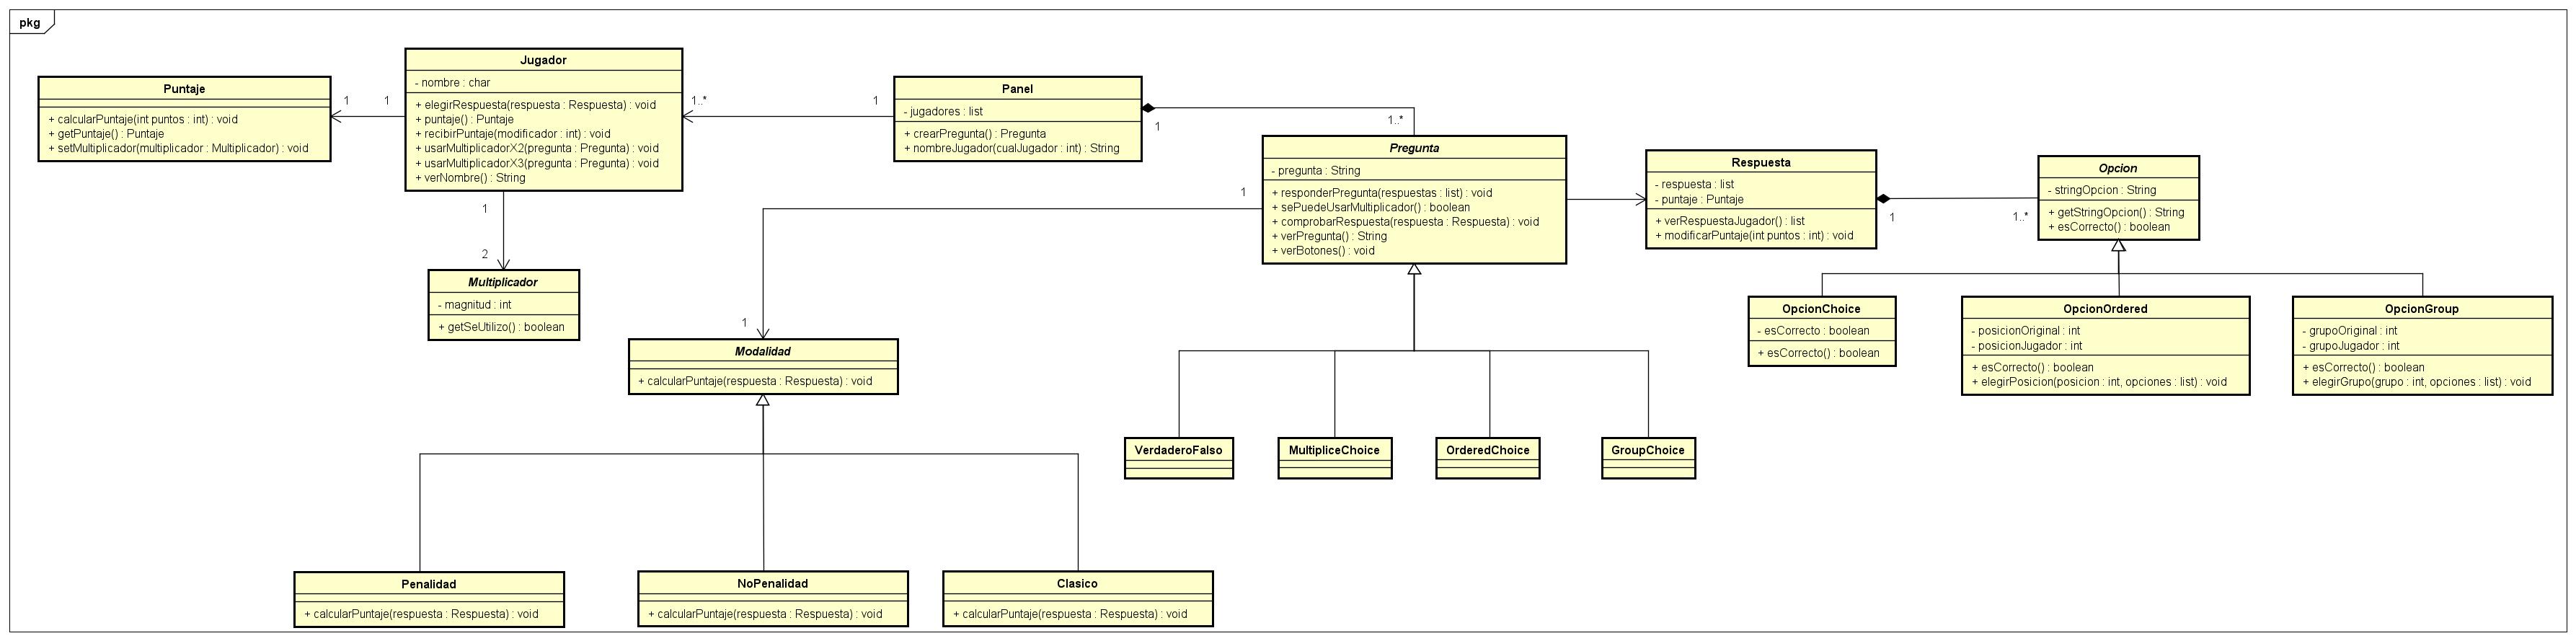 pkg
Puntaje
+ calcularPuntaje(int puntos : int) : void
+ getPuntaje() : Puntaje
+ setMultiplicador(multiplicador : Multiplicador) : void
1
1
Jugador
- nombre : char
+ elegirRespuesta(respuesta : Respuesta) : void
+ puntaje() : Puntaje
+ recibirPuntaje(modificador : int) : void
+ usarMultiplicadorX2(pregunta : Pregunta) : void
+ usarMultiplicadorX3(pregunta : Pregunta) : void
+ verNombre() : String
1..*
1
Panel
- jugadores : list
+ crearPregunta() : Pregunta
+ nombreJugador(cualJugador : int) : String
1
1..*
Pregunta
- pregunta : String
+ responderPregunta(respuestas : list) : void
+ sePuedeUsarMultiplicador() : boolean
+ comprobarRespuesta(respuesta : Respuesta) : void
+ verPregunta() : String
+ verBotones() : void
Respuesta
- respuesta : list
- puntaje : Puntaje
+ verRespuestaJugador() : list
+ modificarPuntaje(int puntos : int) : void
1
1..*
Opcion
- stringOpcion : String
+ getStringOpcion() : String
+ esCorrecto() : boolean
1
2
Multiplicador
- magnitud : int
+ getSeUtilizo() : boolean
1
1
Modalidad
+ calcularPuntaje(respuesta : Respuesta) : void
OpcionChoice
- esCorrecto : boolean
+ esCorrecto() : boolean
OpcionOrdered
- posicionOriginal : int
- posicionJugador : int
+ esCorrecto() : boolean
+ elegirPosicion(posicion : int, opciones : list) : void
OpcionGroup
- grupoOriginal : int
- grupoJugador : int
+ esCorrecto() : boolean
+ elegirGrupo(grupo : int, opciones : list) : void
VerdaderoFalso
MultipliceChoice
OrderedChoice
GroupChoice
Penalidad
+ calcularPuntaje(respuesta : Respuesta) : void
NoPenalidad
+ calcularPuntaje(respuesta : Respuesta) : void
Clasico
+ calcularPuntaje(respuesta : Respuesta) : void